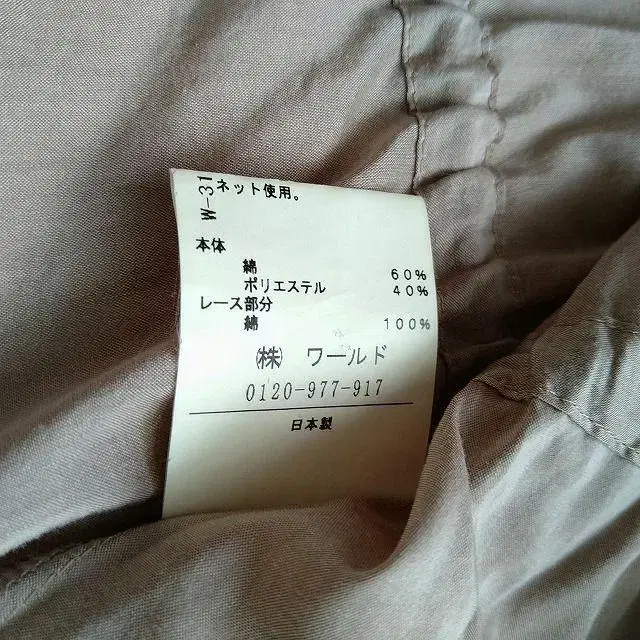 W-31
ネット使用。
本体
綿 60%
ポリエステル 40%
レース部分
綿 100%
㈱ ワールド
0120-977-917
日本製